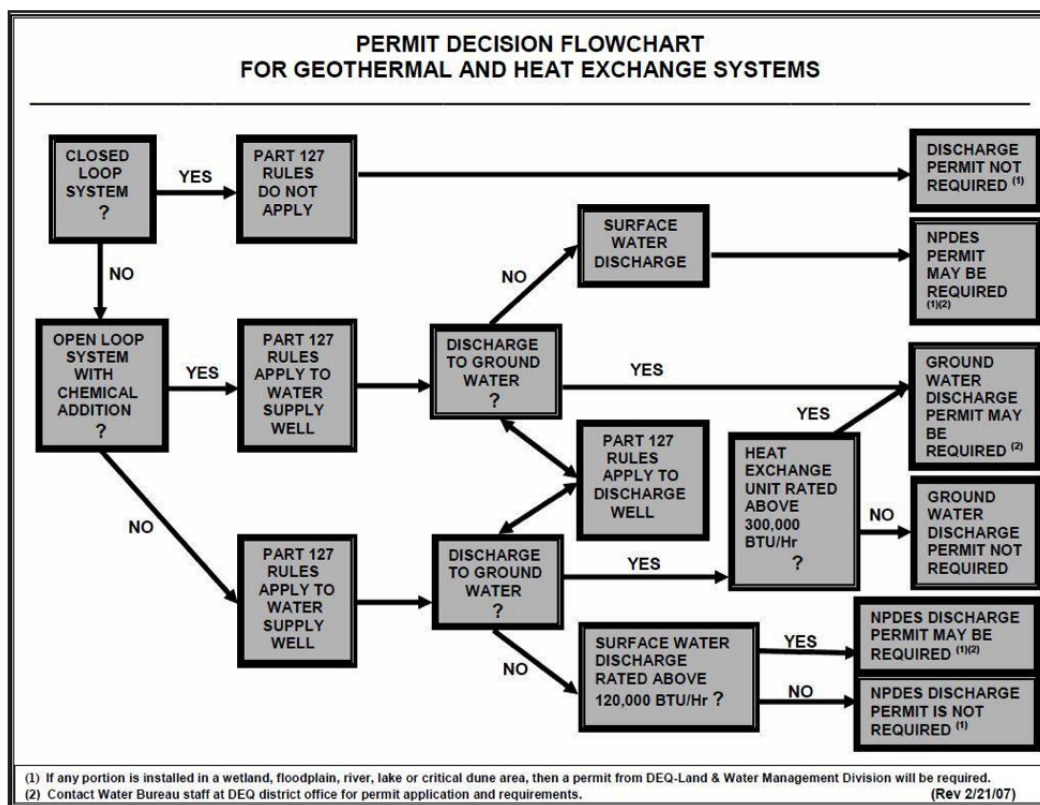 PERMIT DECISION FLOWCHART
FOR GEOTHERMAL AND HEAT EXCHANGE SYSTEMS
CLOSED
LOOP
SYSTEM
?
YES
PART 127
RULES
DO NOT
APPLY
DISCHARGE
PERMIT NOT
REQUIRED (1)
NO
SURFACE
WATER
DISCHARGE
NO
NPDES
PERMIT
MAY BE
REQUIRED
(1)(2)
OPEN LOOP
SYSTEM
WITH
CHEMICAL
ADDITION
?
YES
PART 127
RULES
APPLY TO
WATER
SUPPLY
WELL
DISCHARGE
TO GROUND
WATER
?
YES
GROUND
WATER
DISCHARGE
PERMIT MAY
BE
REQUIRED (2)
YES
PART 127
RULES
APPLY TO
DISCHARGE
WELL
HEAT
EXCHANGE
UNIT RATED
ABOVE
300,000
BTU/Hr
?
NO
GROUND
WATER
DISCHARGE
PERMIT NOT
REQUIRED
NO
PART 127
RULES
APPLY TO
WATER
SUPPLY
WELL
DISCHARGE
TO GROUND
WATER
?
YES
NO
SURFACE WATER
DISCHARGE
RATED ABOVE
120,000 BTU/Hr ?
YES
NPDES DISCHARGE
PERMIT MAY BE
REQUIRED (1)(2)
NO
NPDES DISCHARGE
PERMIT IS NOT
REQUIRED (1)
(1) If any portion is installed in a wetland, floodplain, river, lake or critical dune area, then a permit from DEQ-Land & Water Management Division will be required.
(2) Contact Water Bureau staff at DEQ district office for permit application and requirements. (Rev 2/21/07)